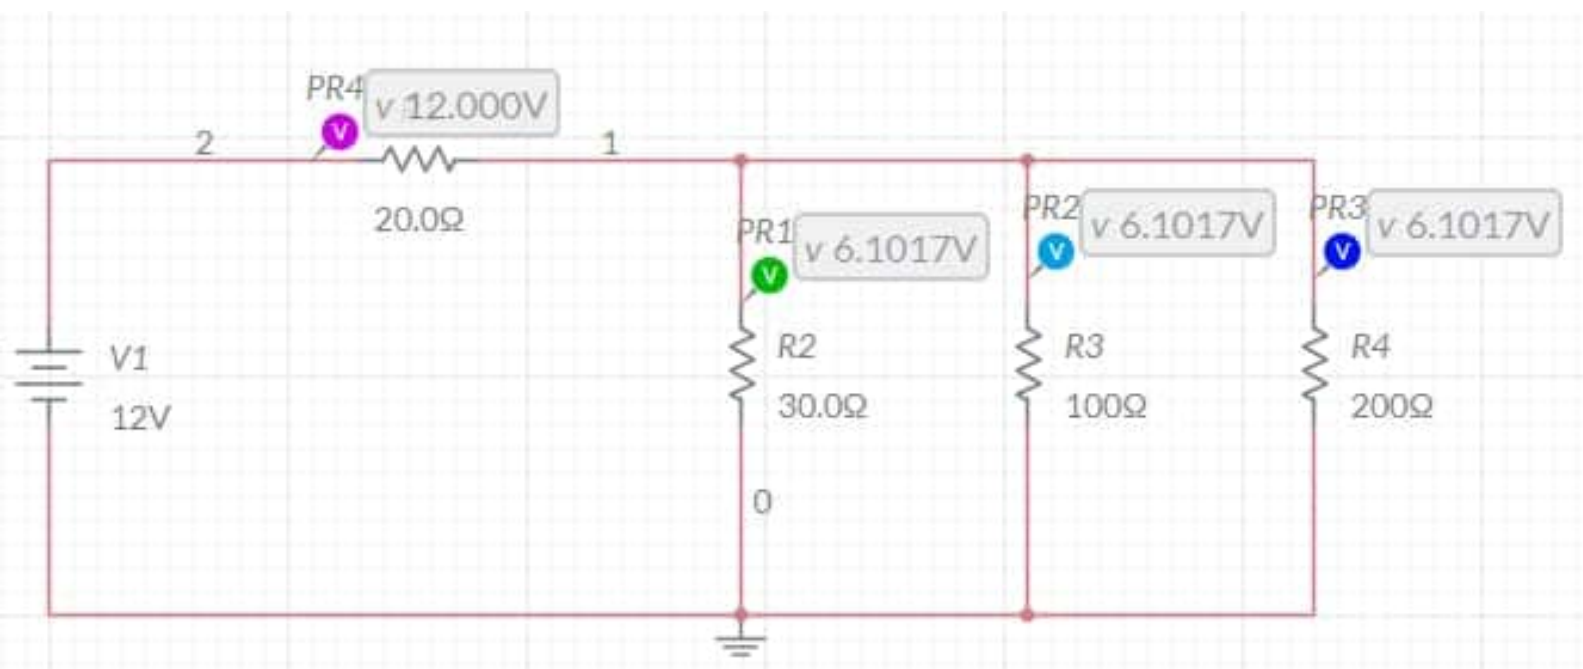 PR4 v 12.000V
2
1
20.0Ω
PR1 v 6.1017V
PR2 v 6.1017V
PR3 v 6.1017V
V1
12V
R2
30.0Ω
R3
100Ω
R4
200Ω
0
V
V
V
V